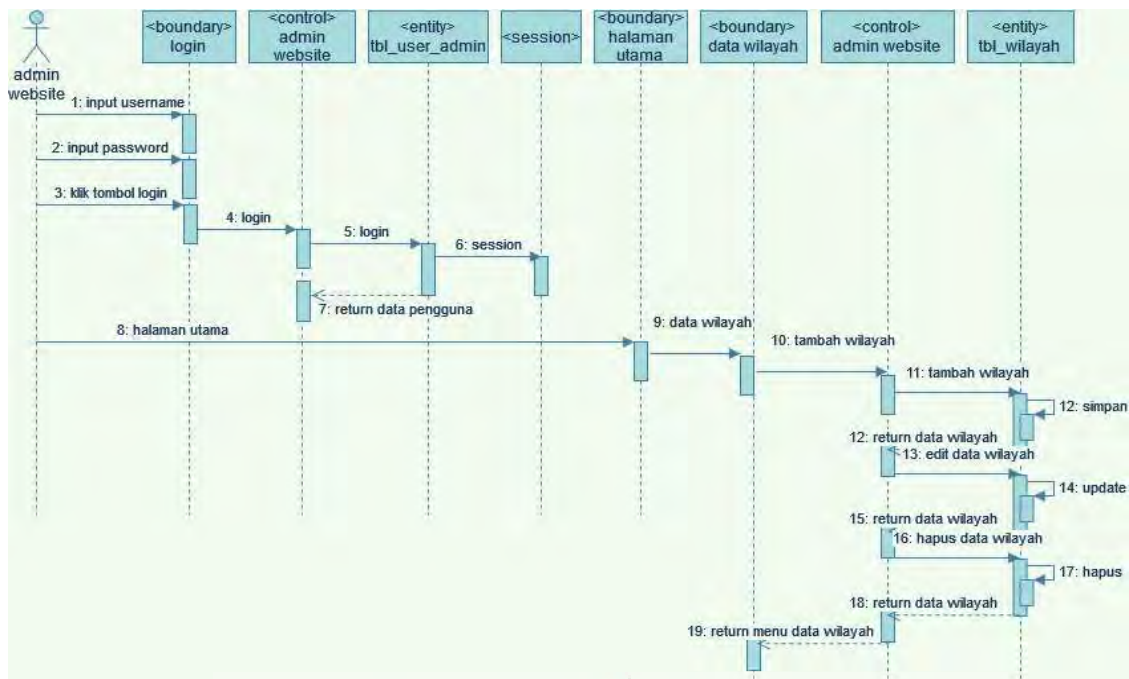 <boundary>
login
<control>
admin
website
<entity>
tbl_user_admin
<session>
<boundary>
halaman
utama
<boundary>
data wilayah
<control>
admin website
<entity>
tbl_wilayah
admin
website
1: input username
2: input password
3: klik tombol login
4: login
5: login
6: session
7: return data pengguna
8: halaman utama
9: data wilayah
10: tambah wilayah
11: tambah wilayah
12: simpan
12: return data wilayah
13: edit data wilayah
14: update
15: return data wilayah
16: hapus data wilayah
17: hapus
18: return data wilayah
19: return menu data wilayah